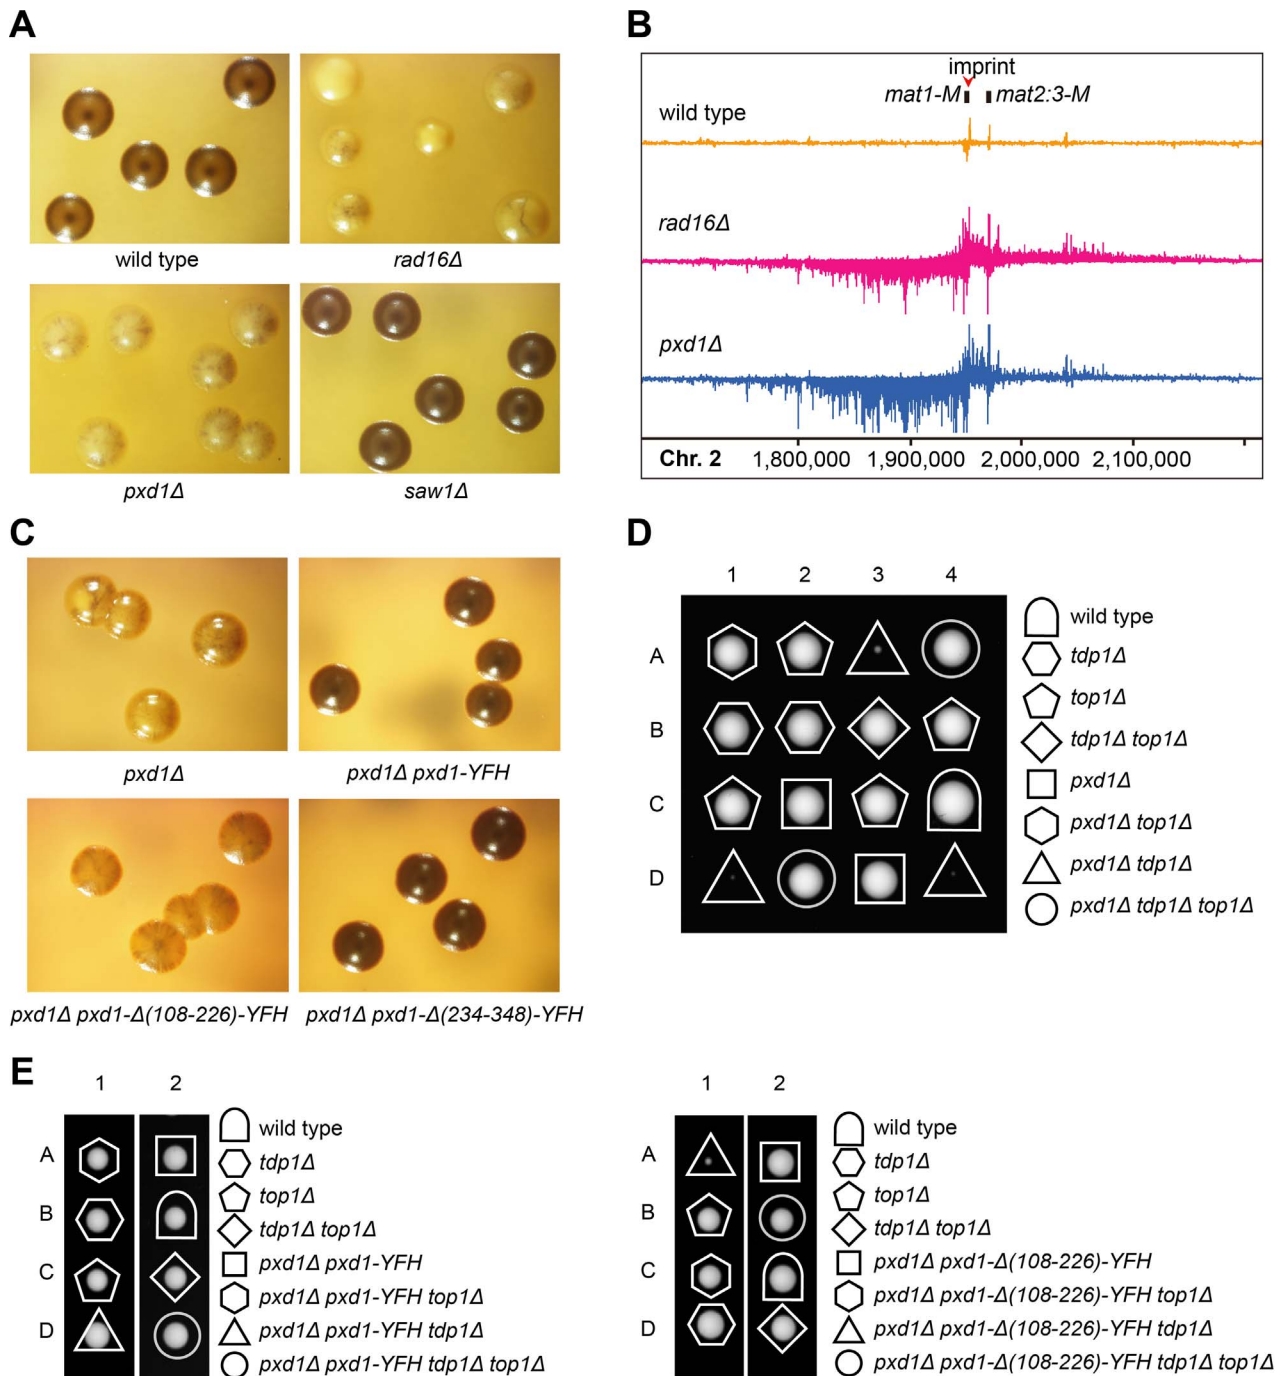 A
wild type
rad16Δ
pxd1Δ
saw1Δ
B
imprint
mat1-M
mat2:3-M
wild type
rad16Δ
pxd1Δ
Chr. 2
1,800,000
1,900,000
2,000,000
2,100,000
C
pxd1Δ
pxd1Δ pxd1-YFH
pxd1Δ pxd1-Δ(108-226)-YFH
pxd1Δ pxd1-Δ(234-348)-YFH
D
1 2 3 4
A
B
C
D
wild type
tdp1Δ
top1Δ
tdp1Δ top1Δ
pxd1Δ
pxd1Δ top1Δ
pxd1Δ tdp1Δ
pxd1Δ tdp1Δ top1Δ
E
1 2
A
B
C
D
wild type
tdp1Δ
top1Δ
tdp1Δ top1Δ
pxd1Δ pxd1-YFH
pxd1Δ pxd1-YFH top1Δ
pxd1Δ pxd1-YFH tdp1Δ
pxd1Δ pxd1-YFH tdp1Δ top1Δ
1 2
A
B
C
D
wild type
tdp1Δ
top1Δ
tdp1Δ top1Δ
pxd1Δ pxd1-Δ(108-226)-YFH
pxd1Δ pxd1-Δ(108-226)-YFH top1Δ
pxd1Δ pxd1-Δ(108-226)-YFH tdp1Δ
pxd1Δ pxd1-Δ(108-226)-YFH tdp1Δ top1Δ